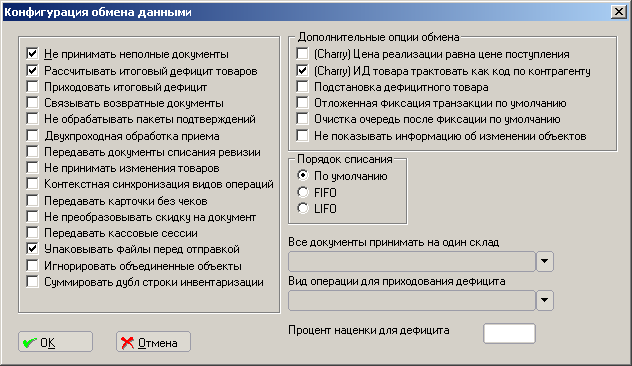 Конфигурация обмена данными
Не принимать неполные документы
Рассчитывать итоговый дефицит товаров
Приходовать итоговый дефицит
Связывать возвратные документы
Не обрабатывать пакеты подтверждений
Двухпроходная обработка приема
Передавать документы списания ревизии
Не принимать изменения товаров
Контекстная синхронизация видов операций
Передавать карточки без чеков
Не преобразовывать скидку на документ
Передавать кассовые сессии
Упаковывать файлы перед отправкой
Игнорировать объединенные объекты
Суммировать дубл строки инвентаризации
Дополнительные опции обмена
(Charry) Цена реализации равна цене поступления
(Charry) ИД товара трактовать как код по контрагенту
Подстановка дефицитного товара
Отложенная фиксация транзакции по умолчанию
Очистка очередь после фиксации по умолчанию
Не показывать информацию об изменении объектов
Порядок списания
По умолчанию
FIFO
LIFO
Все документы принимать на один склад
Вид операции для приходования дефицита
Процент наценки для дефицита
OK
Отмена